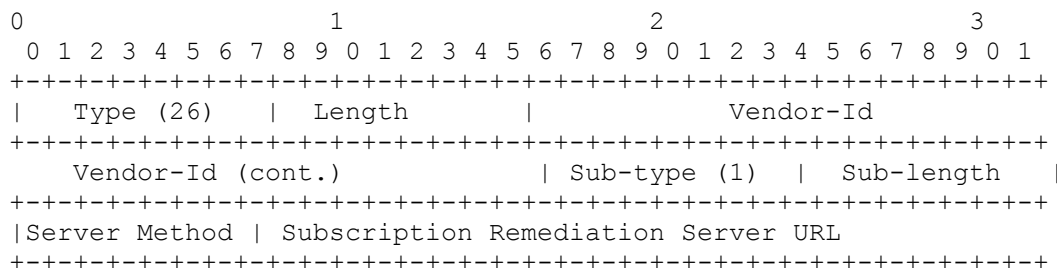 0                   1                   2                   3
 0 1 2 3 4 5 6 7 8 9 0 1 2 3 4 5 6 7 8 9 0 1 2 3 4 5 6 7 8 9 0 1
+-+-+-+-+-+-+-+-+-+-+-+-+-+-+-+-+-+-+-+-+-+-+-+-+-+-+-+-+-+-+-+-+
|   Type (26)   |  Length       |            Vendor-Id
+-+-+-+-+-+-+-+-+-+-+-+-+-+-+-+-+-+-+-+-+-+-+-+-+-+-+-+-+-+-+-+-+
    Vendor-Id (cont.)            | Sub-type (1)  |  Sub-length   |
+-+-+-+-+-+-+-+-+-+-+-+-+-+-+-+-+-+-+-+-+-+-+-+-+-+-+-+-+-+-+-+-+
|Server Method | Subscription Remediation Server URL
+-+-+-+-+-+-+-+-+-+-+-+-+-+-+-+-+-+-+-+-+-+-+-+-+-+-+-+-+-+-+-+-+